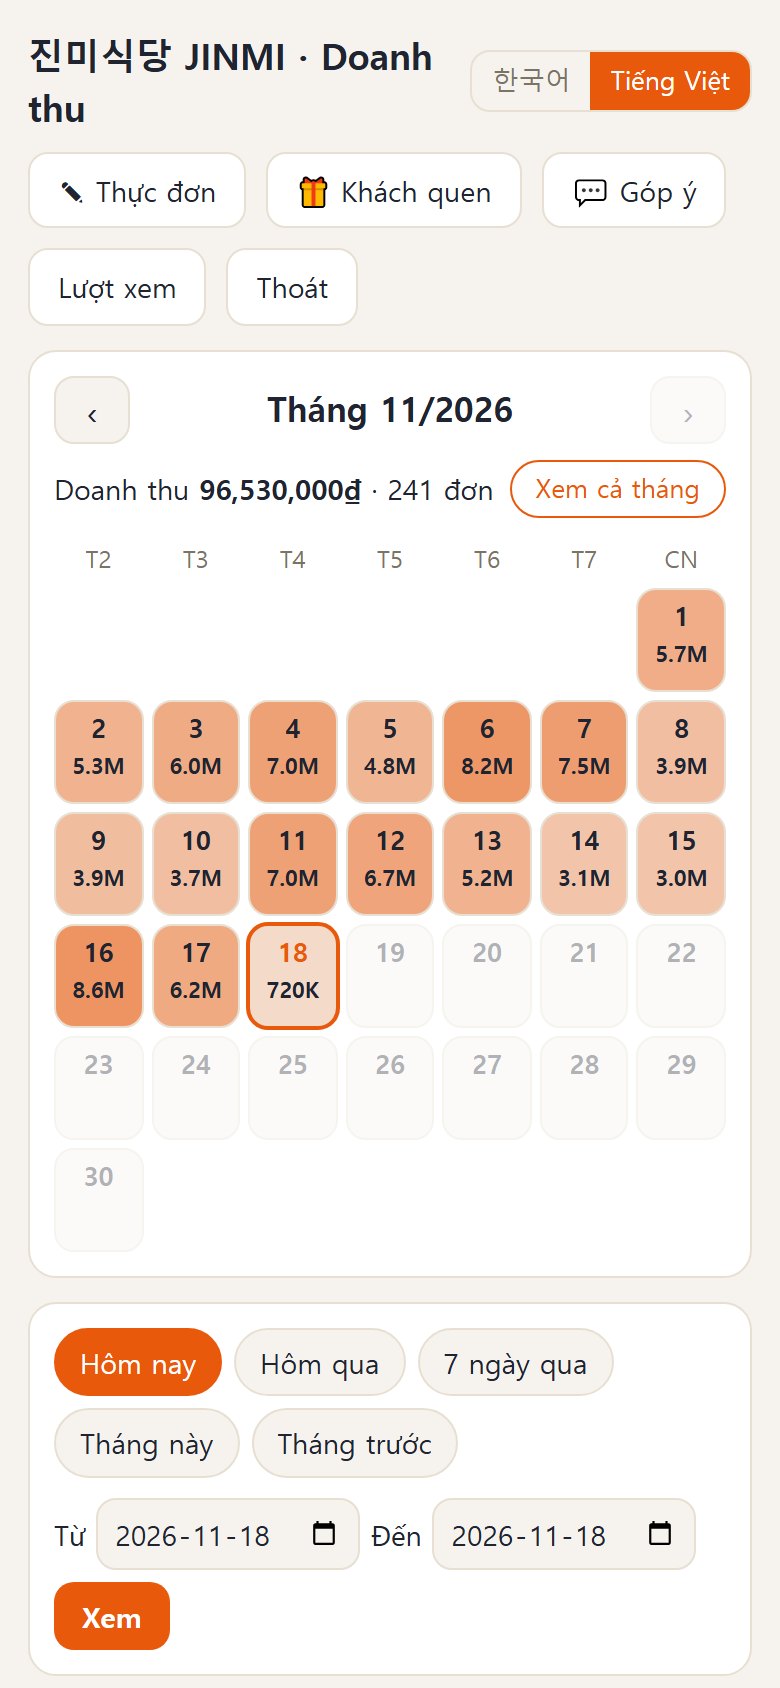 진미식당 JINMI · Doanh
thu
한국어 Tiếng Việt
Thực đơn Khách quen Góp ý
Lượt xem Thoát
‹ Tháng 11/2026 ›
Doanh thu 96,530,000₫ · 241 đơn Xem cả tháng
T2 T3 T4 T5 T6 T7 CN
1
5.7M
2 3 4 5 6 7 8
5.3M 6.0M 7.0M 4.8M 8.2M 7.5M 3.9M
9 10 11 12 13 14 15
3.9M 3.7M 7.0M 6.7M 5.2M 3.1M 3.0M
16 17 18 19 20 21 22
8.6M 6.2M 720K
23 24 25 26 27 28 29
30
Hôm nay Hôm qua 7 ngày qua
Tháng này Tháng trước
Từ 2026-11-18 Đến 2026-11-18
Xem